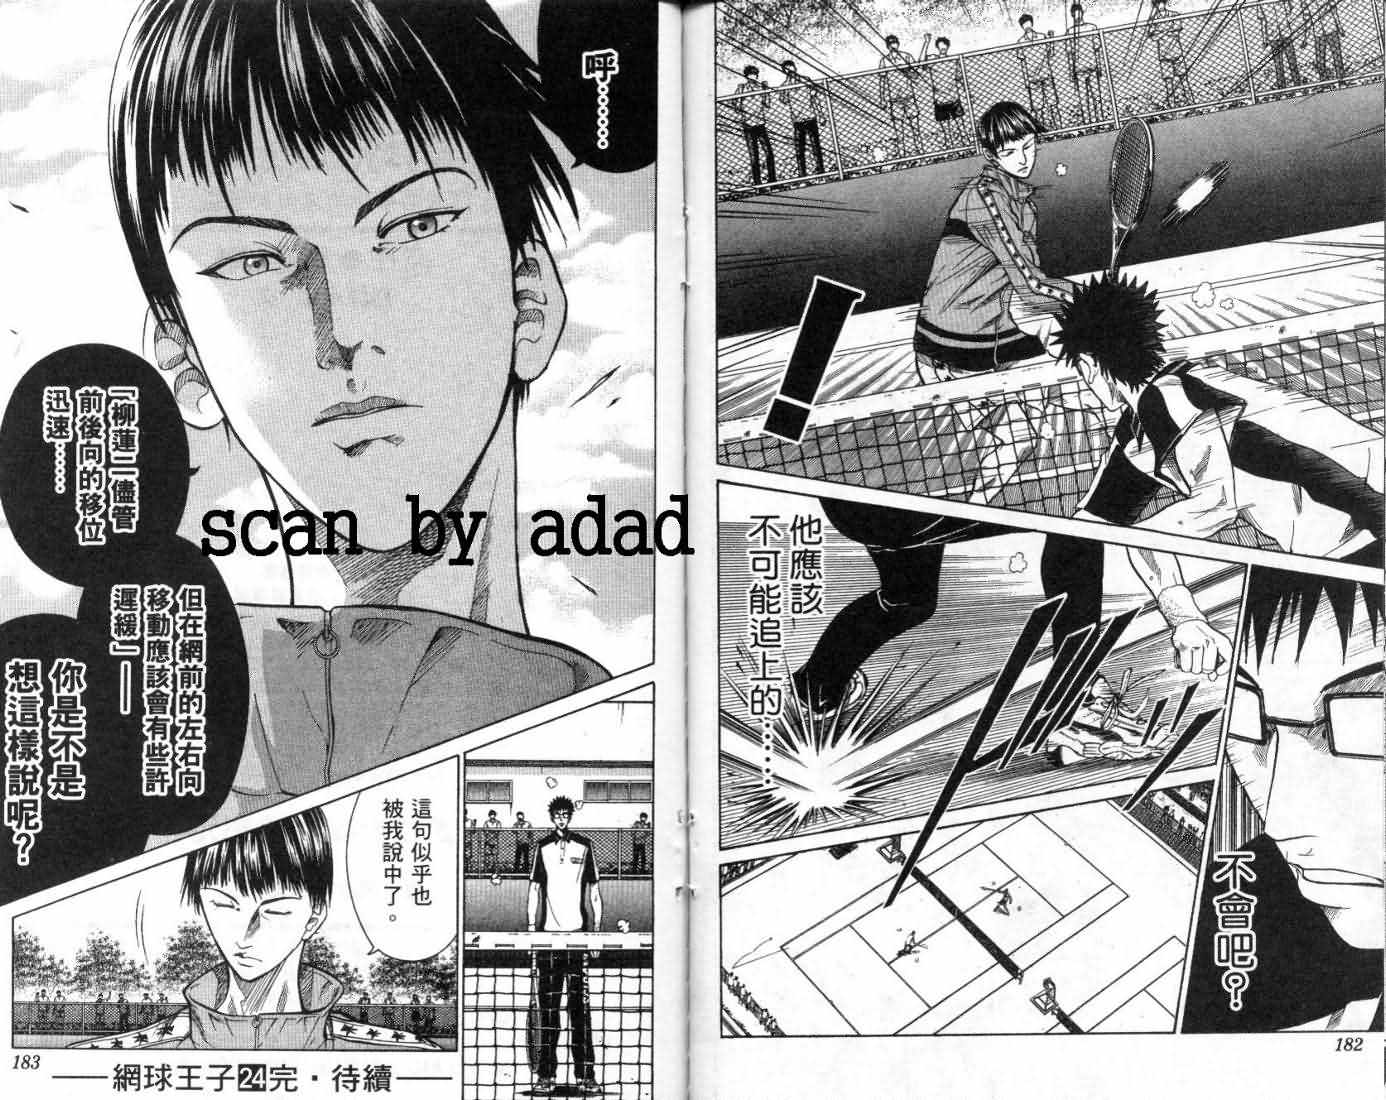 他應該
不可能追上的……
不會吧？
182
呼……
『柳蓮二儘管
前後向的移位
迅速……
但在網前的左右向
移動應該會有些許
遲緩』——
你是不是
想這樣說呢？
這句似乎也
被我說中了。
scan by adad
183
——網球王子24完・待續——